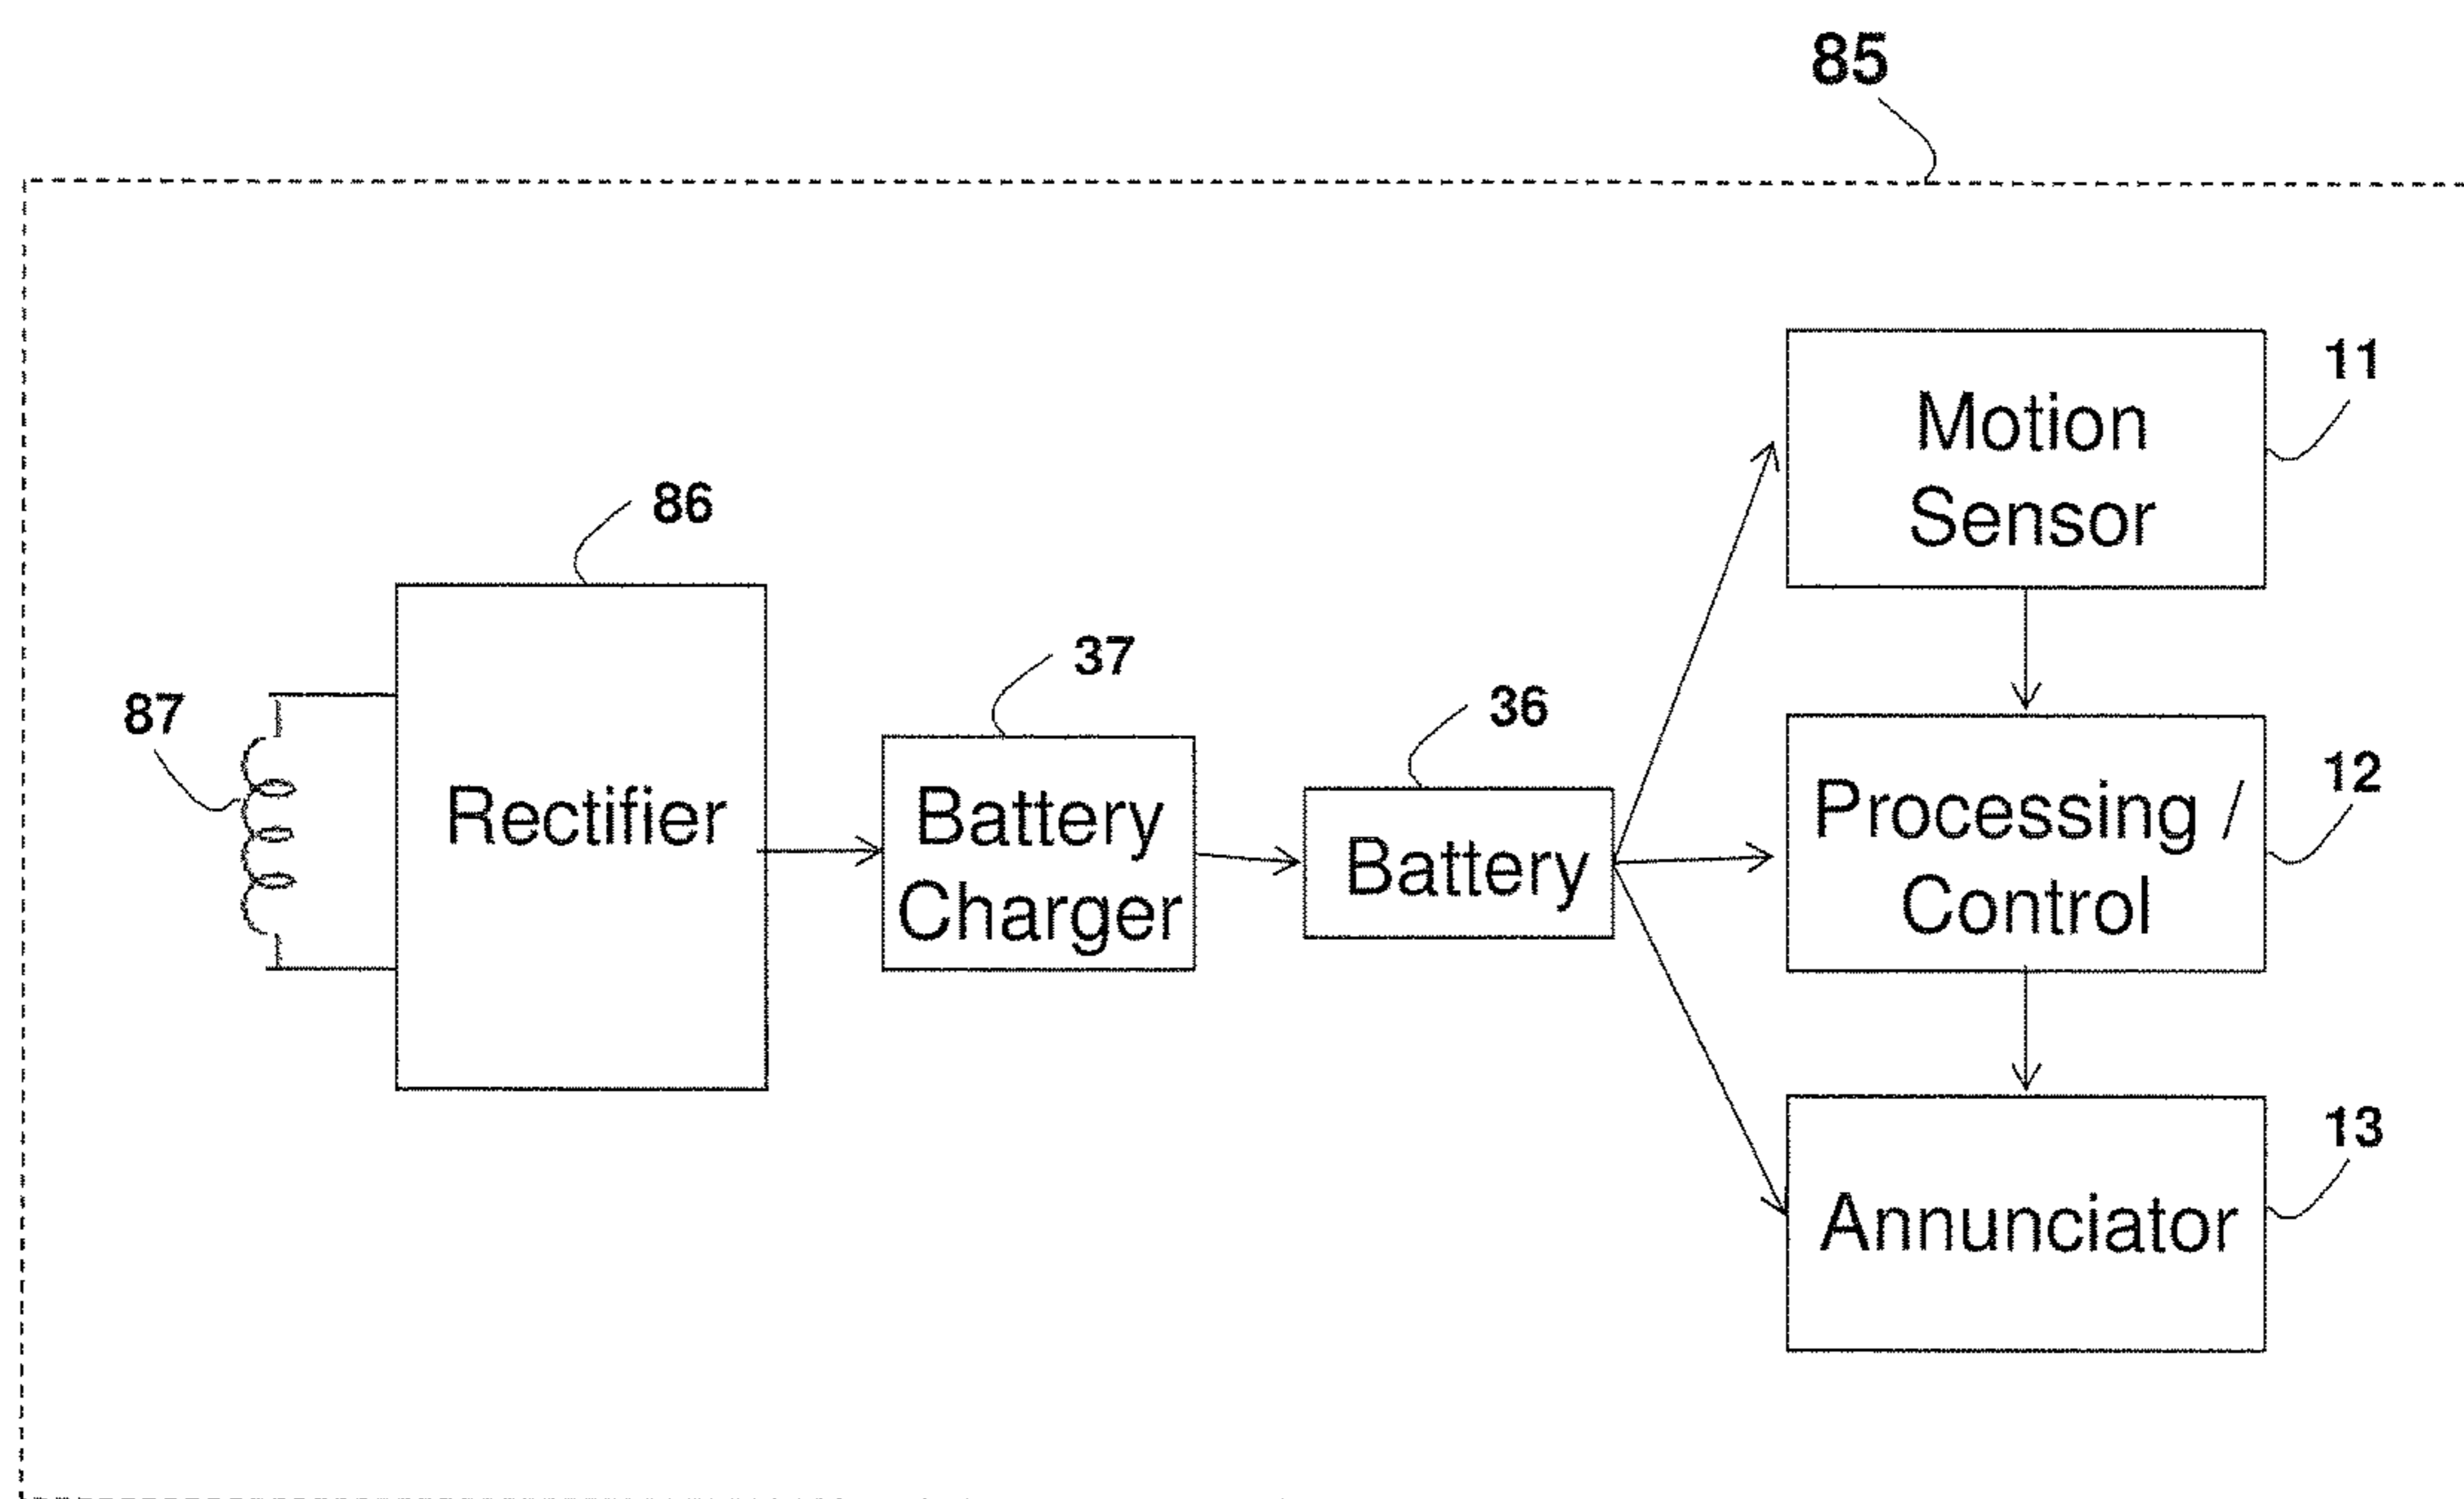 85
Motion
Sensor
11
86
Rectifier
87
37
Battery
Charger
36
Battery
Processing /
Control
12
Annunciator
13